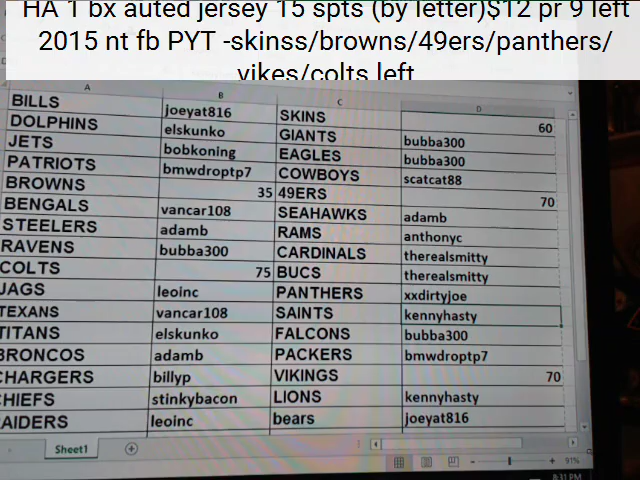 HA 1 bx auted jersey 15 spts (by letter)$12 pr 9 left
2015 nt fb PYT -skinss/browns/49ers/panthers/
vikes/colts left
A B C D
BILLS joeyat816 SKINS 60
DOLPHINS elskunko GIANTS bubba300
JETS bobkoning EAGLES bubba300
PATRIOTS bmwdroptp7 COWBOYS scatcat88
BROWNS 35 49ERS 70
BENGALS vancar108 SEAHAWKS adamb
STEELERS adamb RAMS anthonyc
RAVENS bubba300 CARDINALS therealsmitty
COLTS 75 BUCS therealsmitty
JAGS leoinc PANTHERS xxdirtyjoe
TEXANS vancar108 SAINTS kennyhasty
TITANS elskunko FALCONS bubba300
BRONCOS adamb PACKERS bmwdroptp7
CHARGERS billyp VIKINGS 70
CHIEFS stinkybacon LIONS kennyhasty
AIDERS leoinc bears joeyat816
Sheet1
91%
8:31 PM